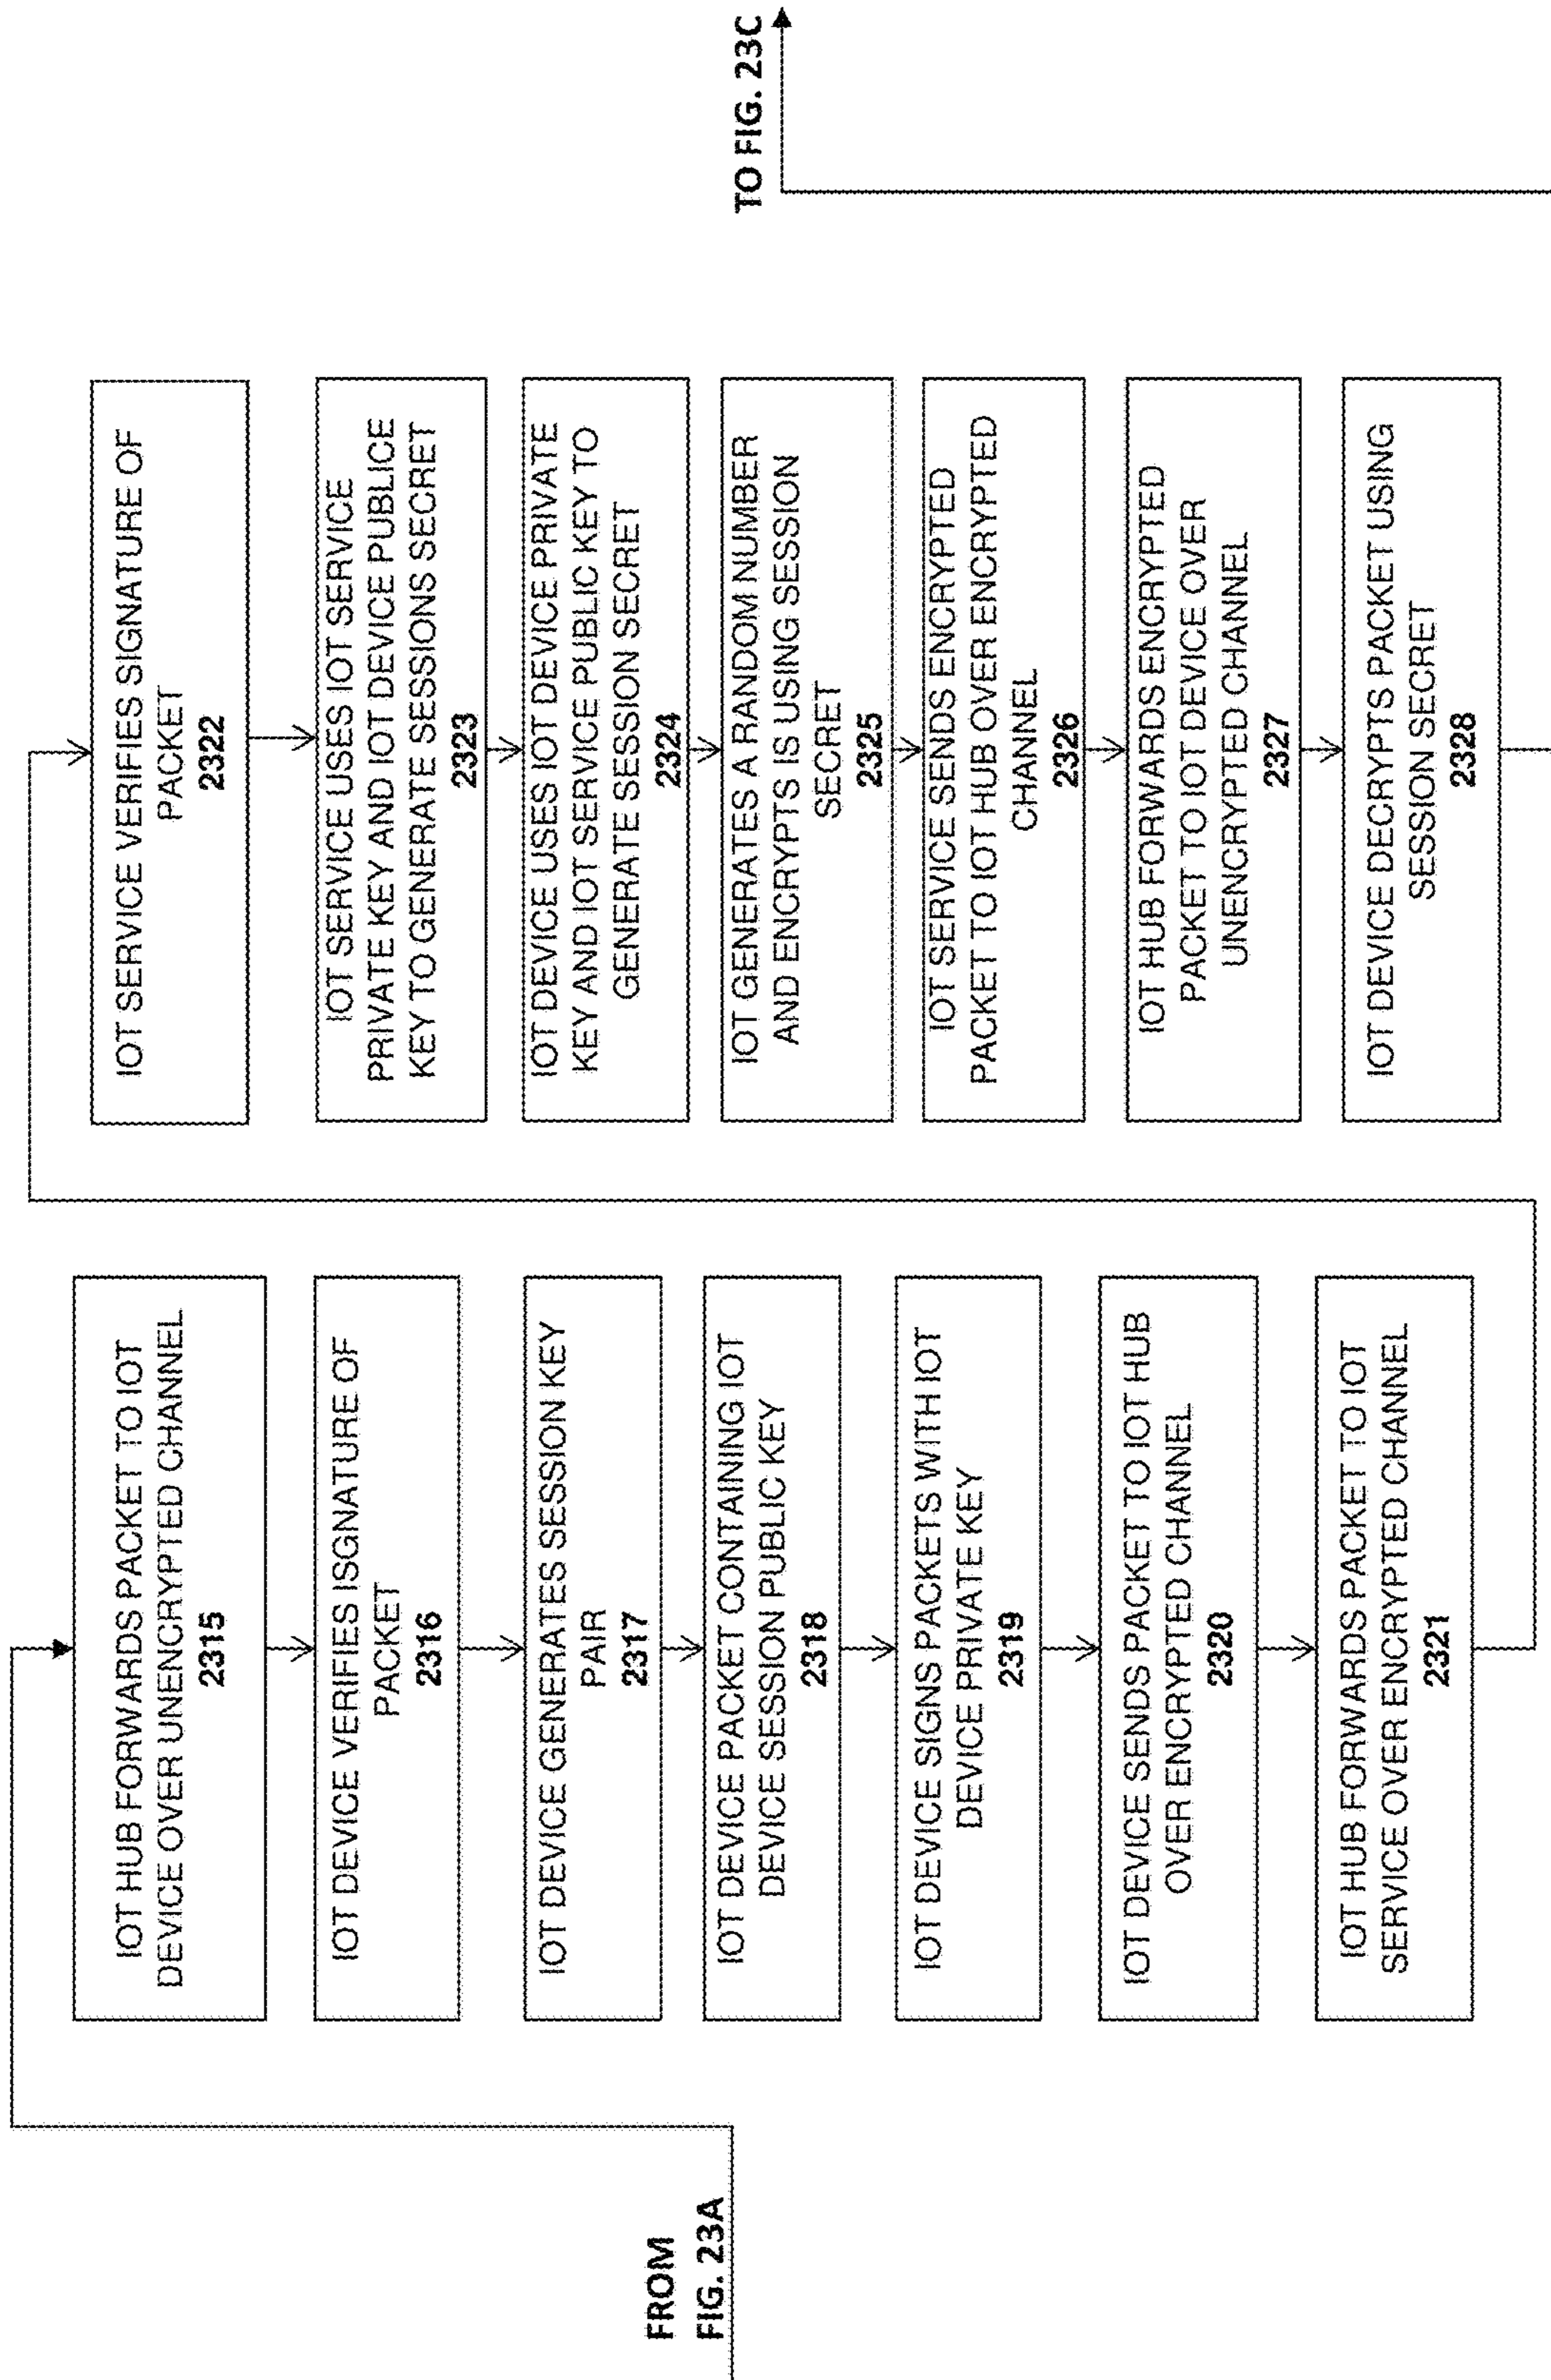 FROM
FIG. 23A
IOT HUB FORWARDS PACKET TO IOT
DEVICE OVER UNENCRYPTED CHANNEL
2315
IOT DEVICE VERIFIES ISGNATURE OF
PACKET
2316
IOT DEVICE GENERATES SESSION KEY
PAIR
2317
IOT DEVICE PACKET CONTAINING IOT
DEVICE SESSION PUBLIC KEY
2318
IOT DEVICE SIGNS PACKETS WITH IOT
DEVICE PRIVATE KEY
2319
IOT DEVICE SENDS PACKET TO IOT HUB
OVER ENCRYPTED CHANNEL
2320
IOT HUB FORWARDS PACKET TO IOT
SERVICE OVER ENCRYPTED CHANNEL
2321
IOT SERVICE VERIFIES SIGNATURE OF
PACKET
2322
IOT SERVICE USES IOT SERVICE
PRIVATE KEY AND IOT DEVICE PUBLICE
KEY TO GENERATE SESSIONS SECRET
2323
IOT DEVICE USES IOT DEVICE PRIVATE
KEY AND IOT SERVICE PUBLIC KEY TO
GENERATE SESSION SECRET
2324
IOT GENERATES A RANDOM NUMBER
AND ENCRYPTS IS USING SESSION
SECRET
2325
IOT SERVICE SENDS ENCRYPTED
PACKET TO IOT HUB OVER ENCRYPTED
CHANNEL
2326
IOT HUB FORWARDS ENCRYPTED
PACKET TO IOT DEVICE OVER
UNENCRYPTED CHANNEL
2327
IOT DEVICE DECRYPTS PACKET USING
SESSION SECRET
2328
TO FIG. 23C